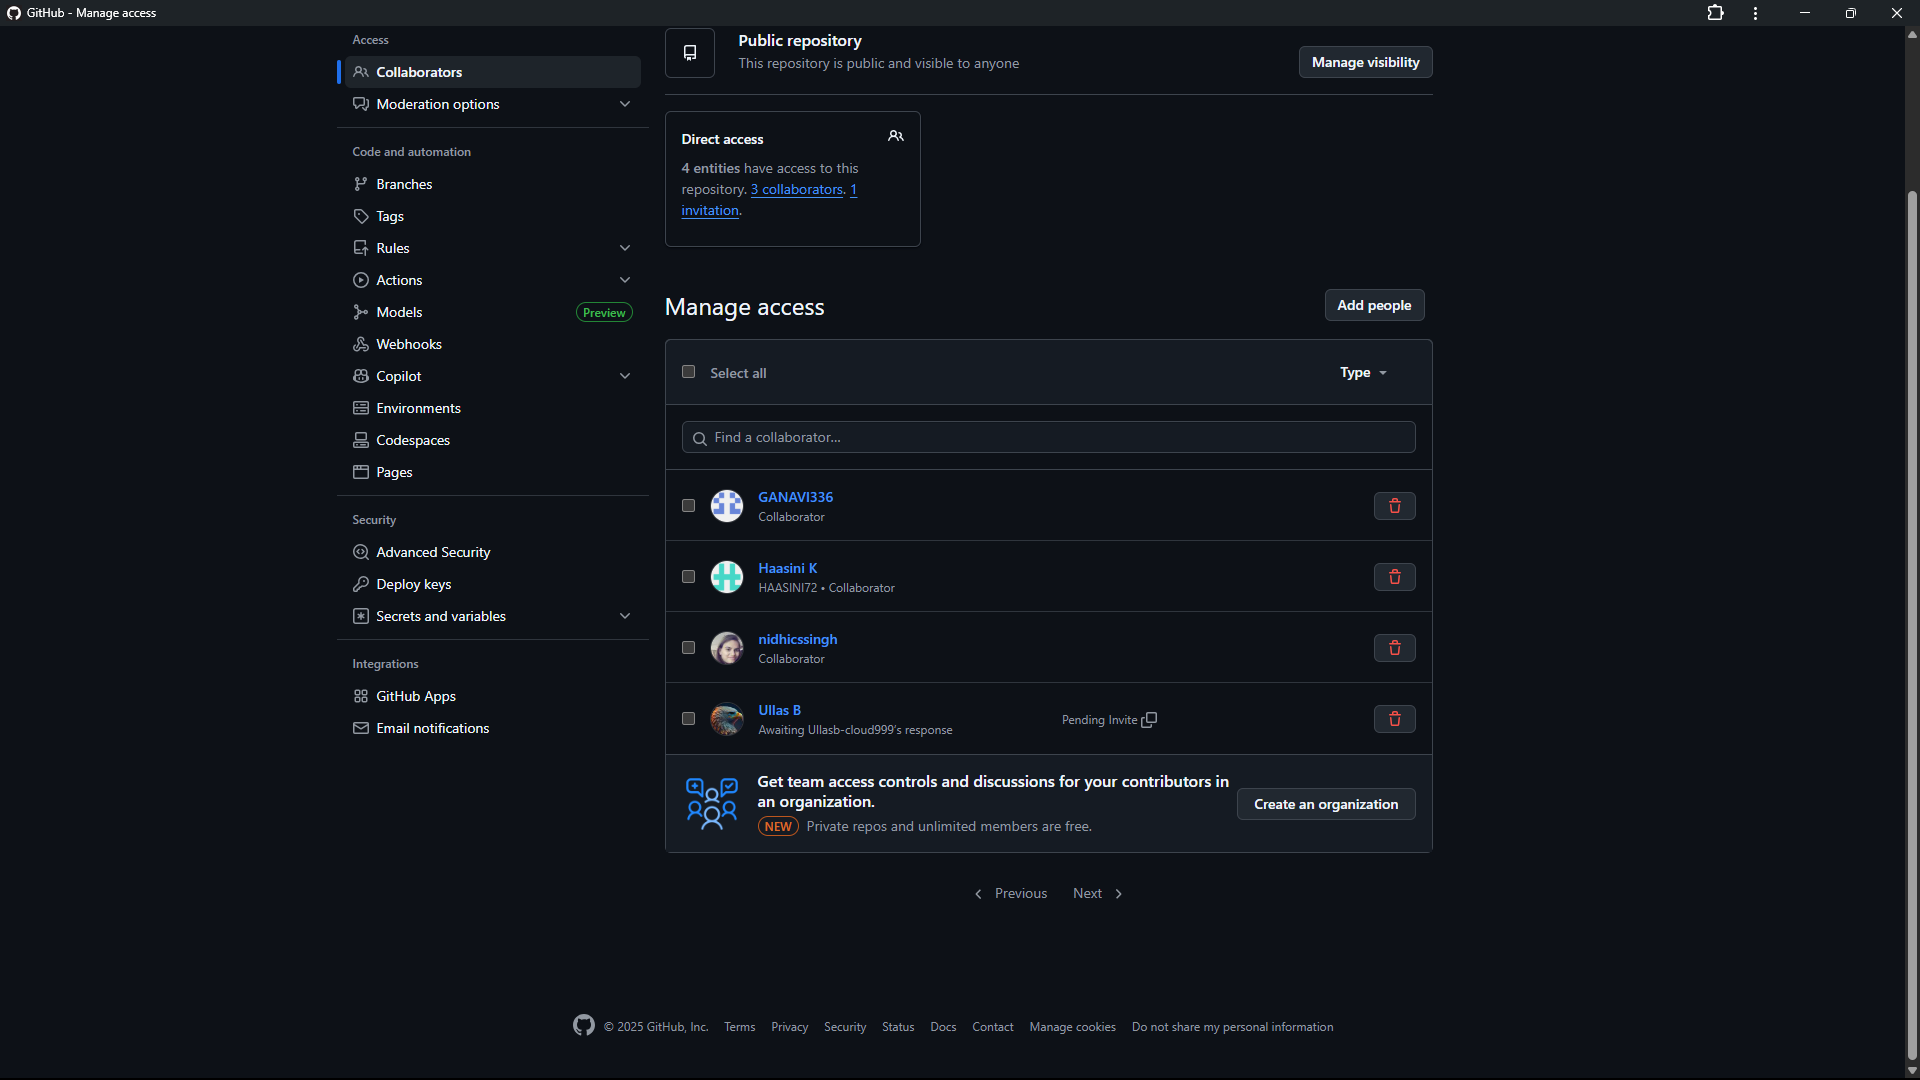 GitHub - Manage access
Access
Collaborators
Moderation options
Code and automation
Branches
Tags
Rules
Actions
Models
Preview
Webhooks
Copilot
Environments
Codespaces
Pages
Security
Advanced Security
Deploy keys
Secrets and variables
Integrations
GitHub Apps
Email notifications
Public repository
This repository is public and visible to anyone
Manage visibility
Direct access
4 entities have access to this
repository. 3 collaborators. 1
invitation.
Manage access
Add people
Select all
Type
Find a collaborator...
GANAVI336
Collaborator
Haasini K
HAASINI72 • Collaborator
nidhicssingh
Collaborator
Ullas B
Awaiting Ullasb-cloud999's response
Pending Invite
Get team access controls and discussions for your contributors in
an organization.
NEW Private repos and unlimited members are free.
Create an organization
Previous Next
© 2025 GitHub, Inc. Terms Privacy Security Status Docs Contact Manage cookies Do not share my personal information